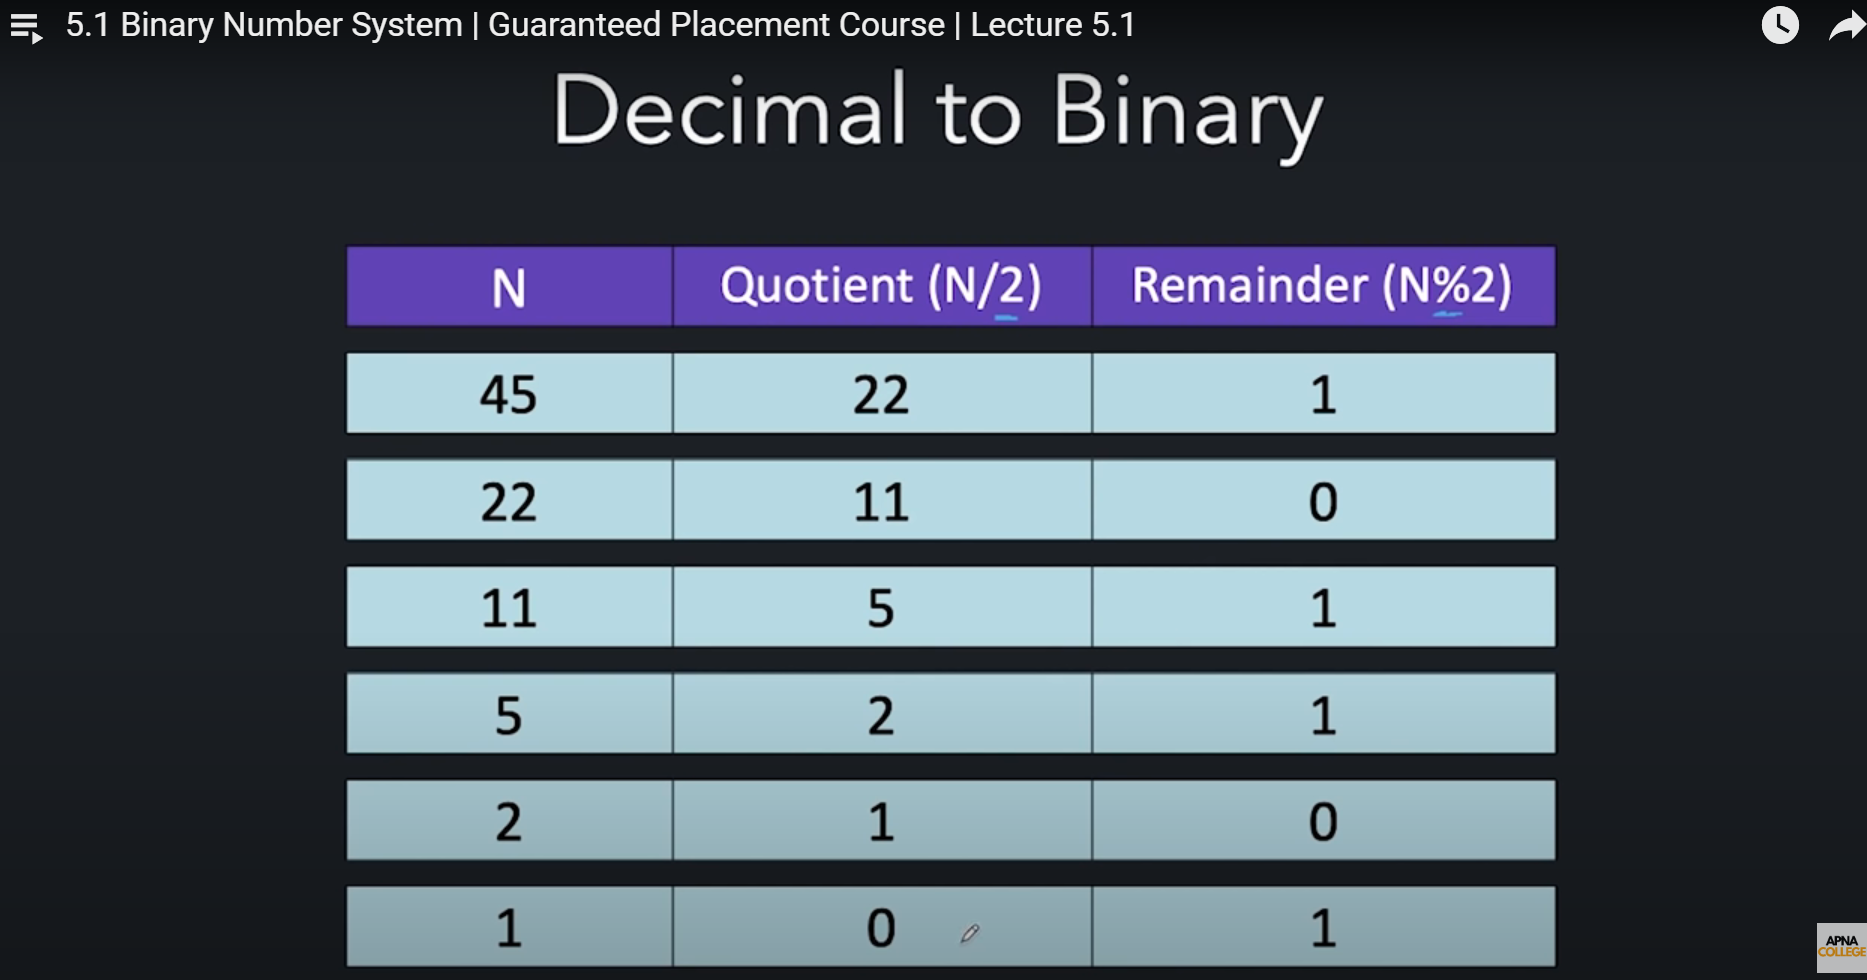 5.1 Binary Number System | Guaranteed Placement Course | Lecture 5.1
Decimal to Binary
N Quotient (N/2) Remainder (N%2)
45 22 1
22 11 0
11 5 1
5 2 1
2 1 0
1 0 1
APNA
COLLEGE